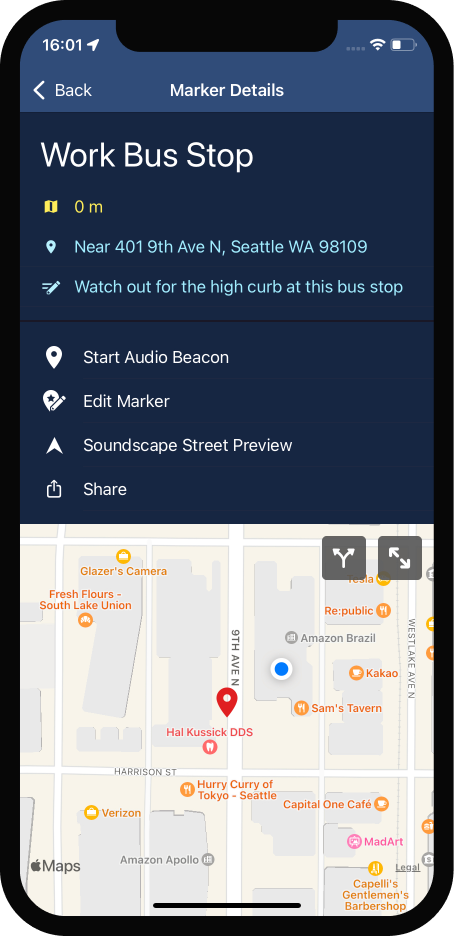 16:01
Back
Marker Details
Work Bus Stop
0 m
Near 401 9th Ave N, Seattle WA 98109
Watch out for the high curb at this bus stop
Start Audio Beacon
Edit Marker
Soundscape Street Preview
Share
Glazer's Camera
Tesla
Fresh Flours -
South Lake Union
Re:public
9TH AVE N
WESTLAKE AVE N
Amazon Brazil
Kakao
Sam's Tavern
Hal Kussick DDS
HARRISON ST
Hurry Curry of
Tokyo - Seattle
Capital One Café
Verizon
MadArt
Amazon Apollo
Maps
Legal
Capelli's
Gentlemen's
Barbershop